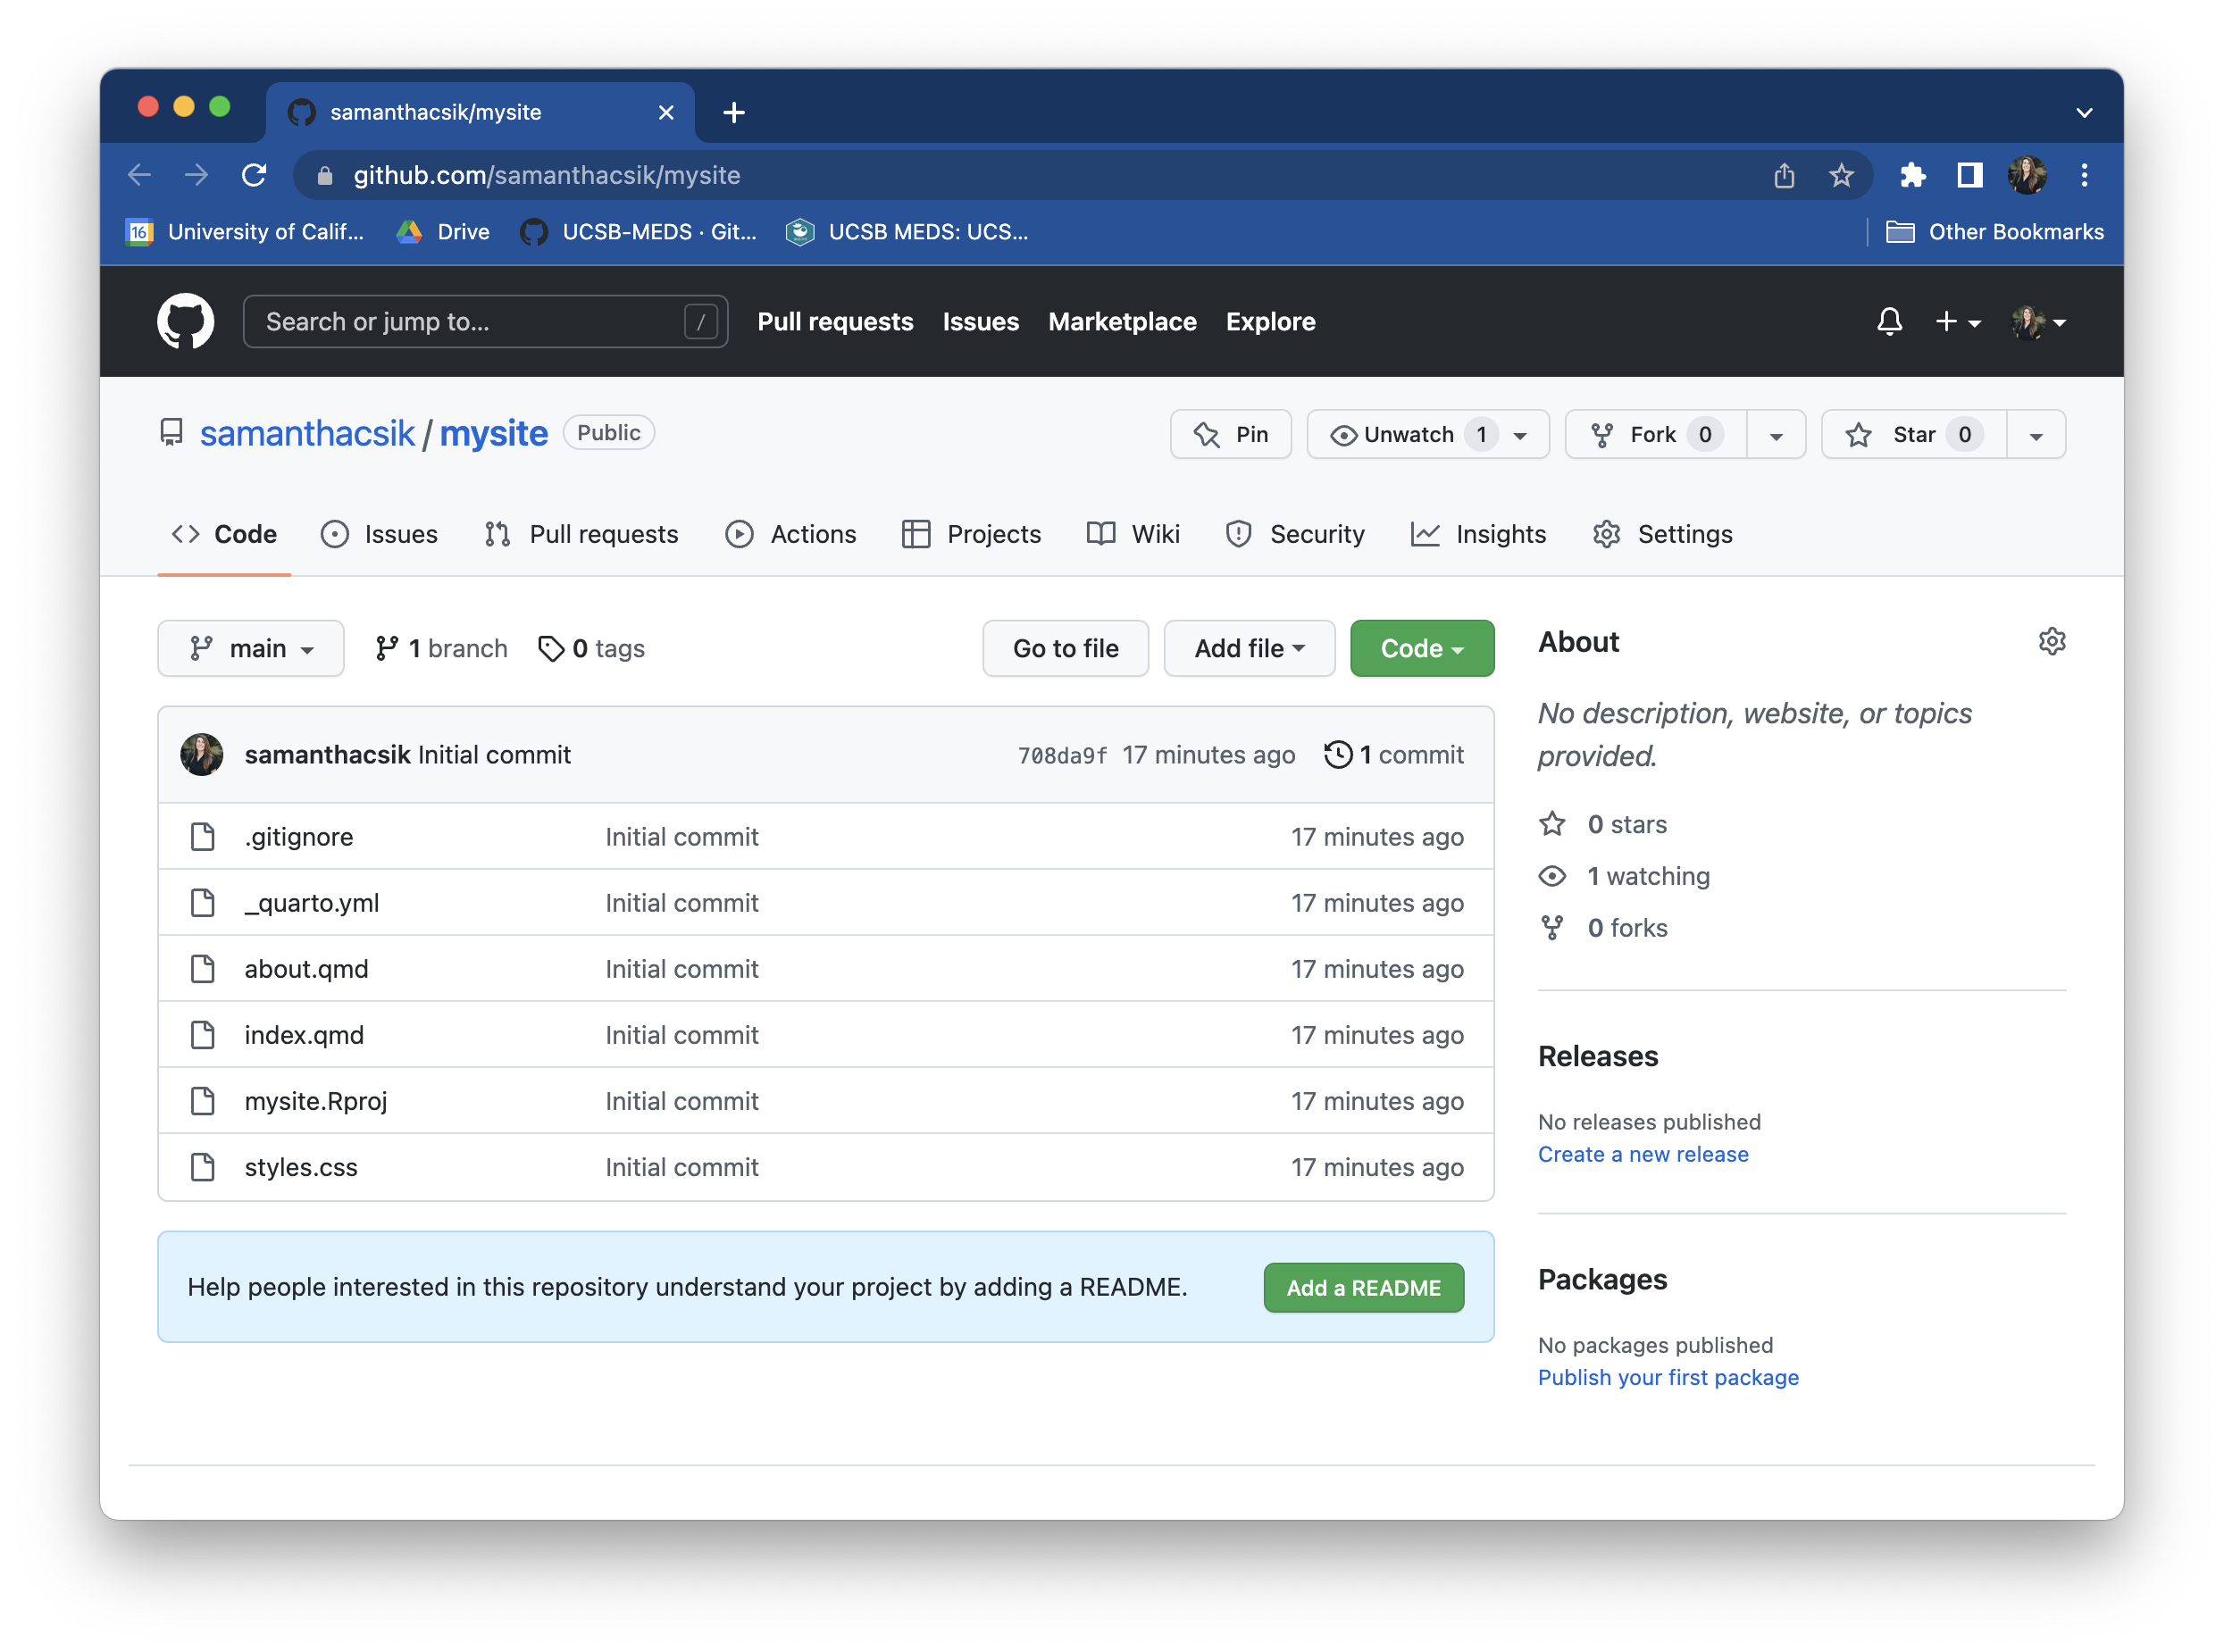 samanthacsik/mysite
github.com/samanthacsik/mysite
16 University of Calif... Drive UCSB-MEDS · Git... UCSB MEDS: UCS... Other Bookmarks
Search or jump to... / Pull requests Issues Marketplace Explore
samanthacsik / mysite Public Pin Unwatch 1 Fork 0 Star 0
Code Issues Pull requests Actions Projects Wiki Security Insights Settings
main 1 branch 0 tags Go to file Add file Code
samanthacsik Initial commit 708da9f 17 minutes ago 1 commit
.gitignore Initial commit 17 minutes ago
_quarto.yml Initial commit 17 minutes ago
about.qmd Initial commit 17 minutes ago
index.qmd Initial commit 17 minutes ago
mysite.Rproj Initial commit 17 minutes ago
styles.css Initial commit 17 minutes ago
Help people interested in this repository understand your project by adding a README. Add a README
About
No description, website, or topics
provided.
0 stars
1 watching
0 forks
Releases
No releases published
Create a new release
Packages
No packages published
Publish your first package